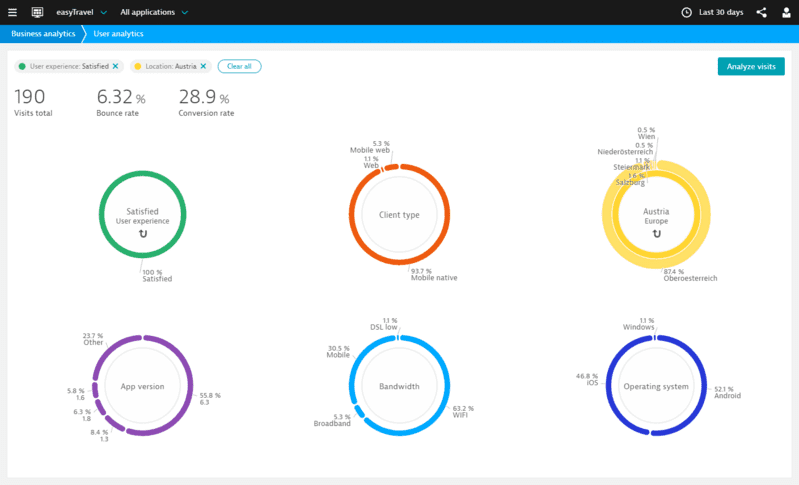 easyTravel
All applications
Last 30 days
Business analytics
User analytics
User experience: Satisfied
Location: Austria
Clear all
Analyze visits
190
Visits total
6.32 %
Bounce rate
28.9 %
Conversion rate
Satisfied
User experience
100 %
Satisfied
5.3 %
Mobile web
1.1 %
Web
Client type
93.7 %
Mobile native
0.5 %
Wien
0.5 %
Niederösterreich
1.1 %
Steiermark
1.6 %
Salzburg
Austria
Europe
87.4 %
Oberoesterreich
23.7 %
Other
5.8 %
1.6
6.3 %
1.8
8.4 %
1.3
App version
55.8 %
6.3
1.1 %
DSL low
30.5 %
Mobile
5.3 %
Broadband
Bandwidth
63.2 %
WIFI
1.1 %
Windows
46.8 %
iOS
Operating system
52.1 %
Android